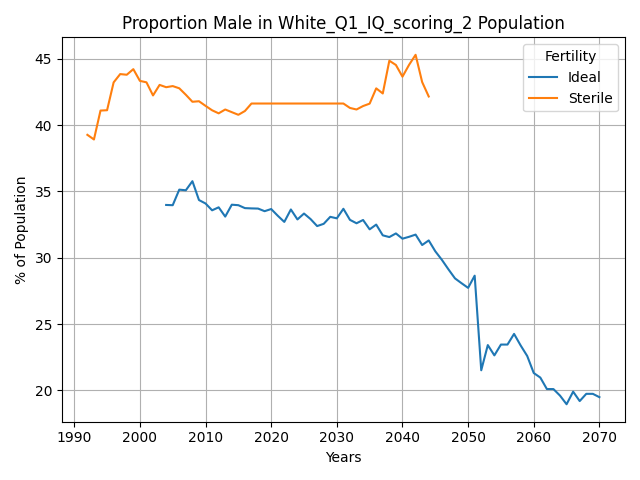 Proportion Male in White_Q1_IQ_scoring_2 Population
Fertility
Ideal
Sterile
% of Population
45
40
35
30
25
20
1990
2000
2010
2020
2030
2040
2050
2060
2070
Years